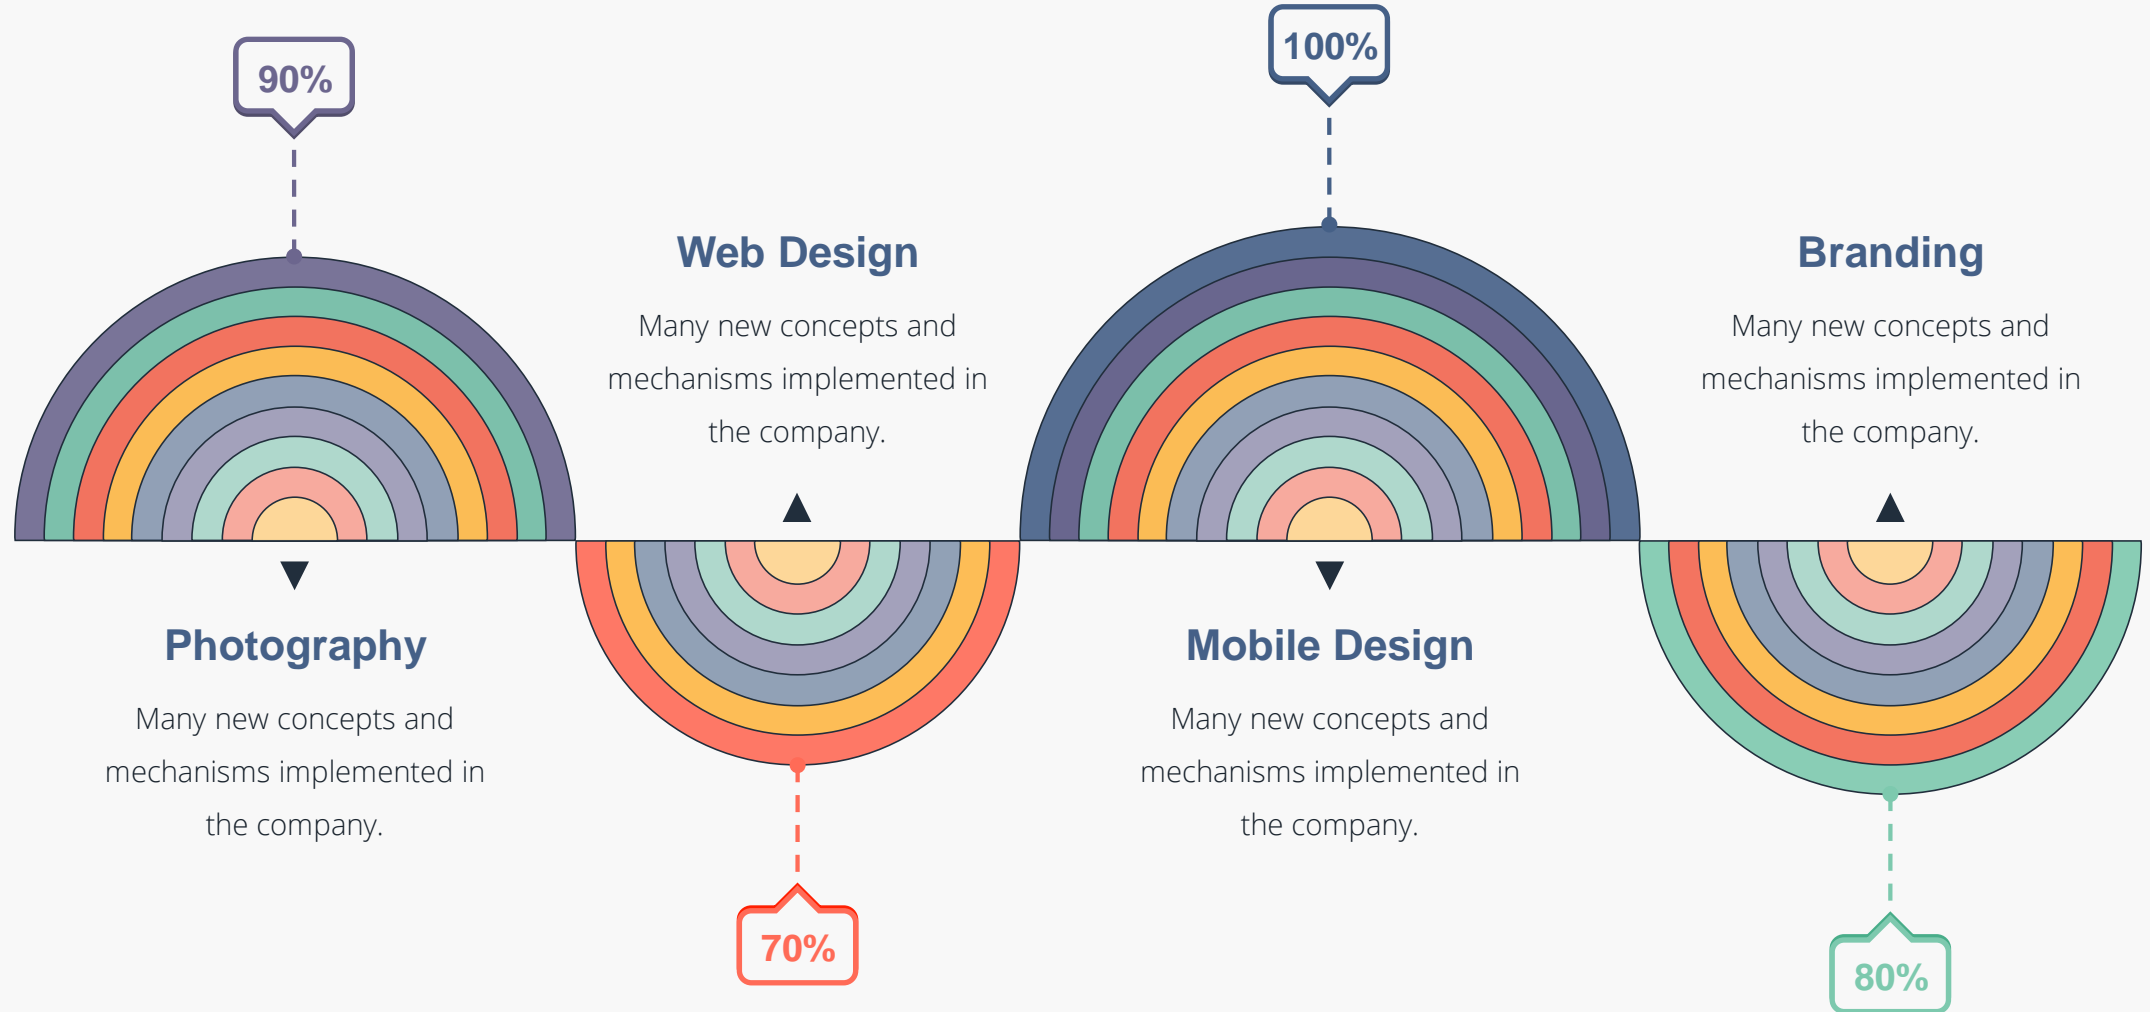 90%
Photography
Many new concepts and
mechanisms implemented in
the company.
Web Design
Many new concepts and
mechanisms implemented in
the company.
70%
100%
Mobile Design
Many new concepts and
mechanisms implemented in
the company.
Branding
Many new concepts and
mechanisms implemented in
the company.
80%